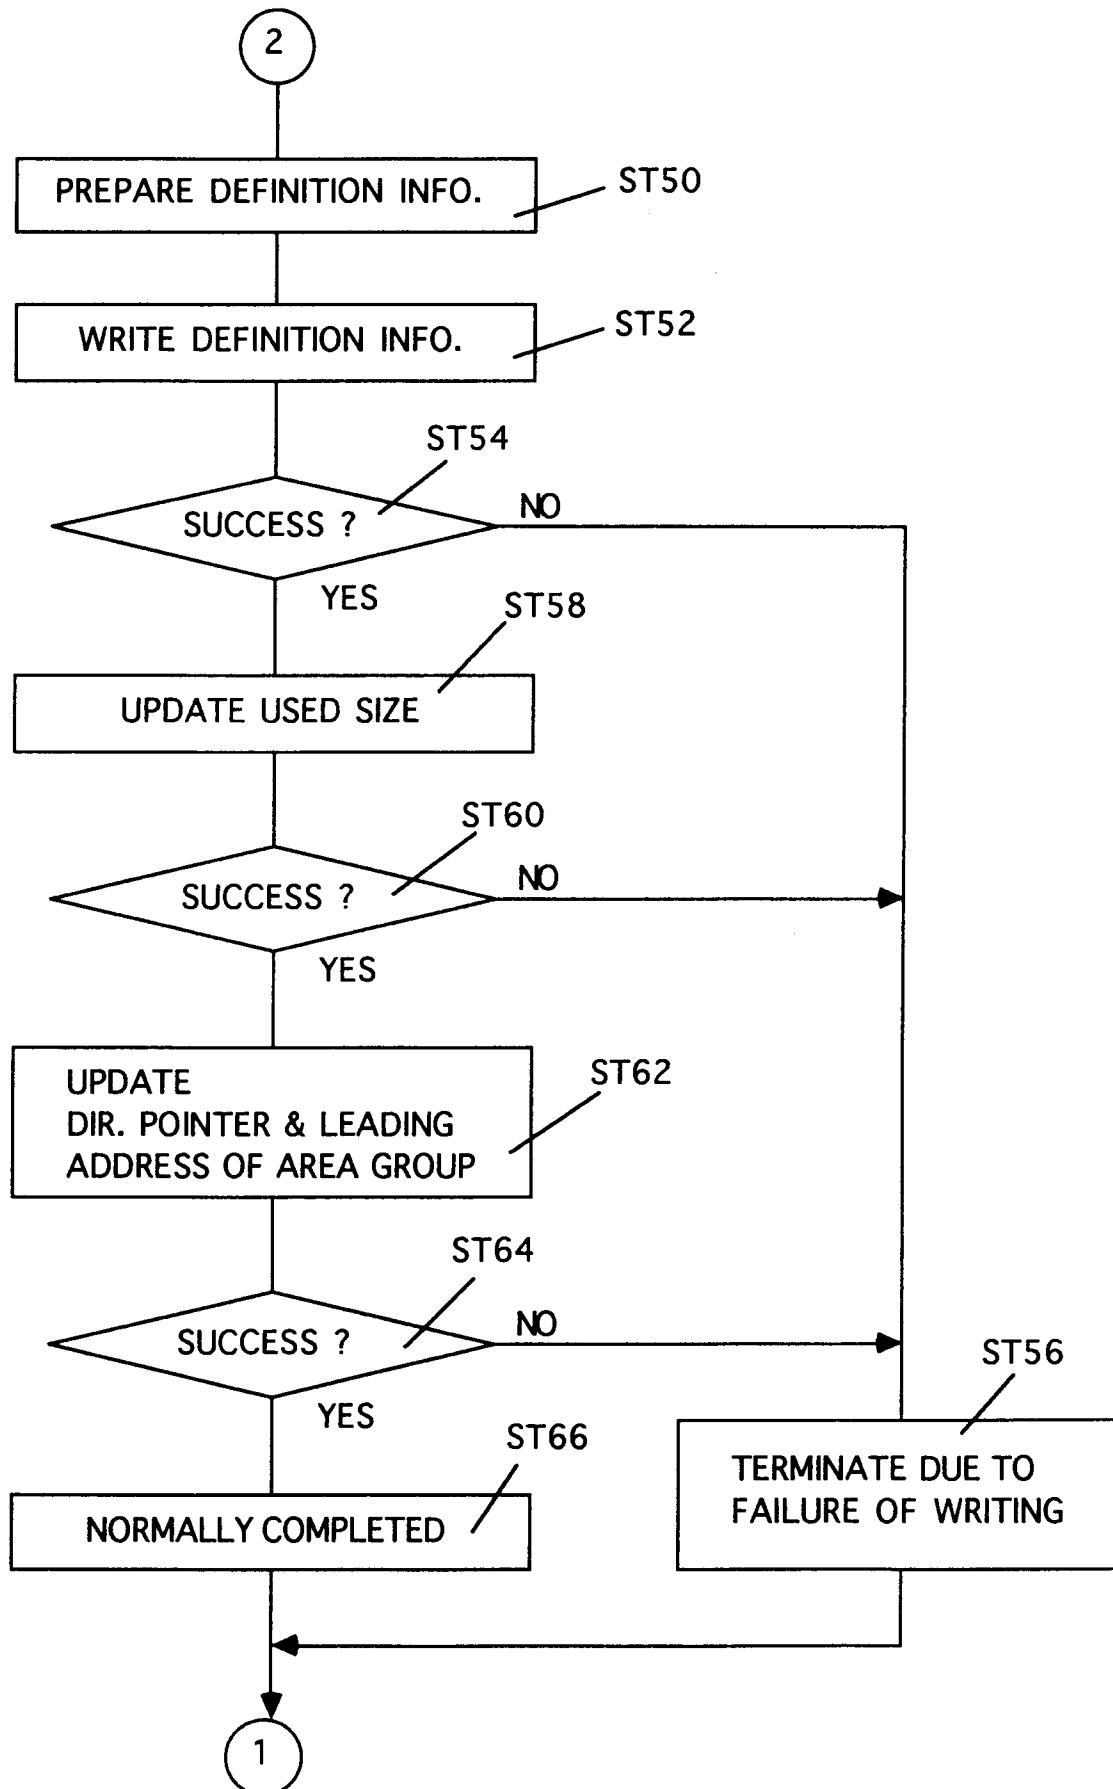 2
PREPARE DEFINITION INFO.
ST50
WRITE DEFINITION INFO.
ST52
ST54
SUCCESS ?
NO
YES
ST58
UPDATE USED SIZE
ST60
SUCCESS ?
NO
YES
UPDATE
DIR. POINTER & LEADING
ADDRESS OF AREA GROUP
ST62
ST64
SUCCESS ?
NO
YES
ST56
TERMINATE DUE TO
FAILURE OF WRITING
ST66
NORMALLY COMPLETED
1